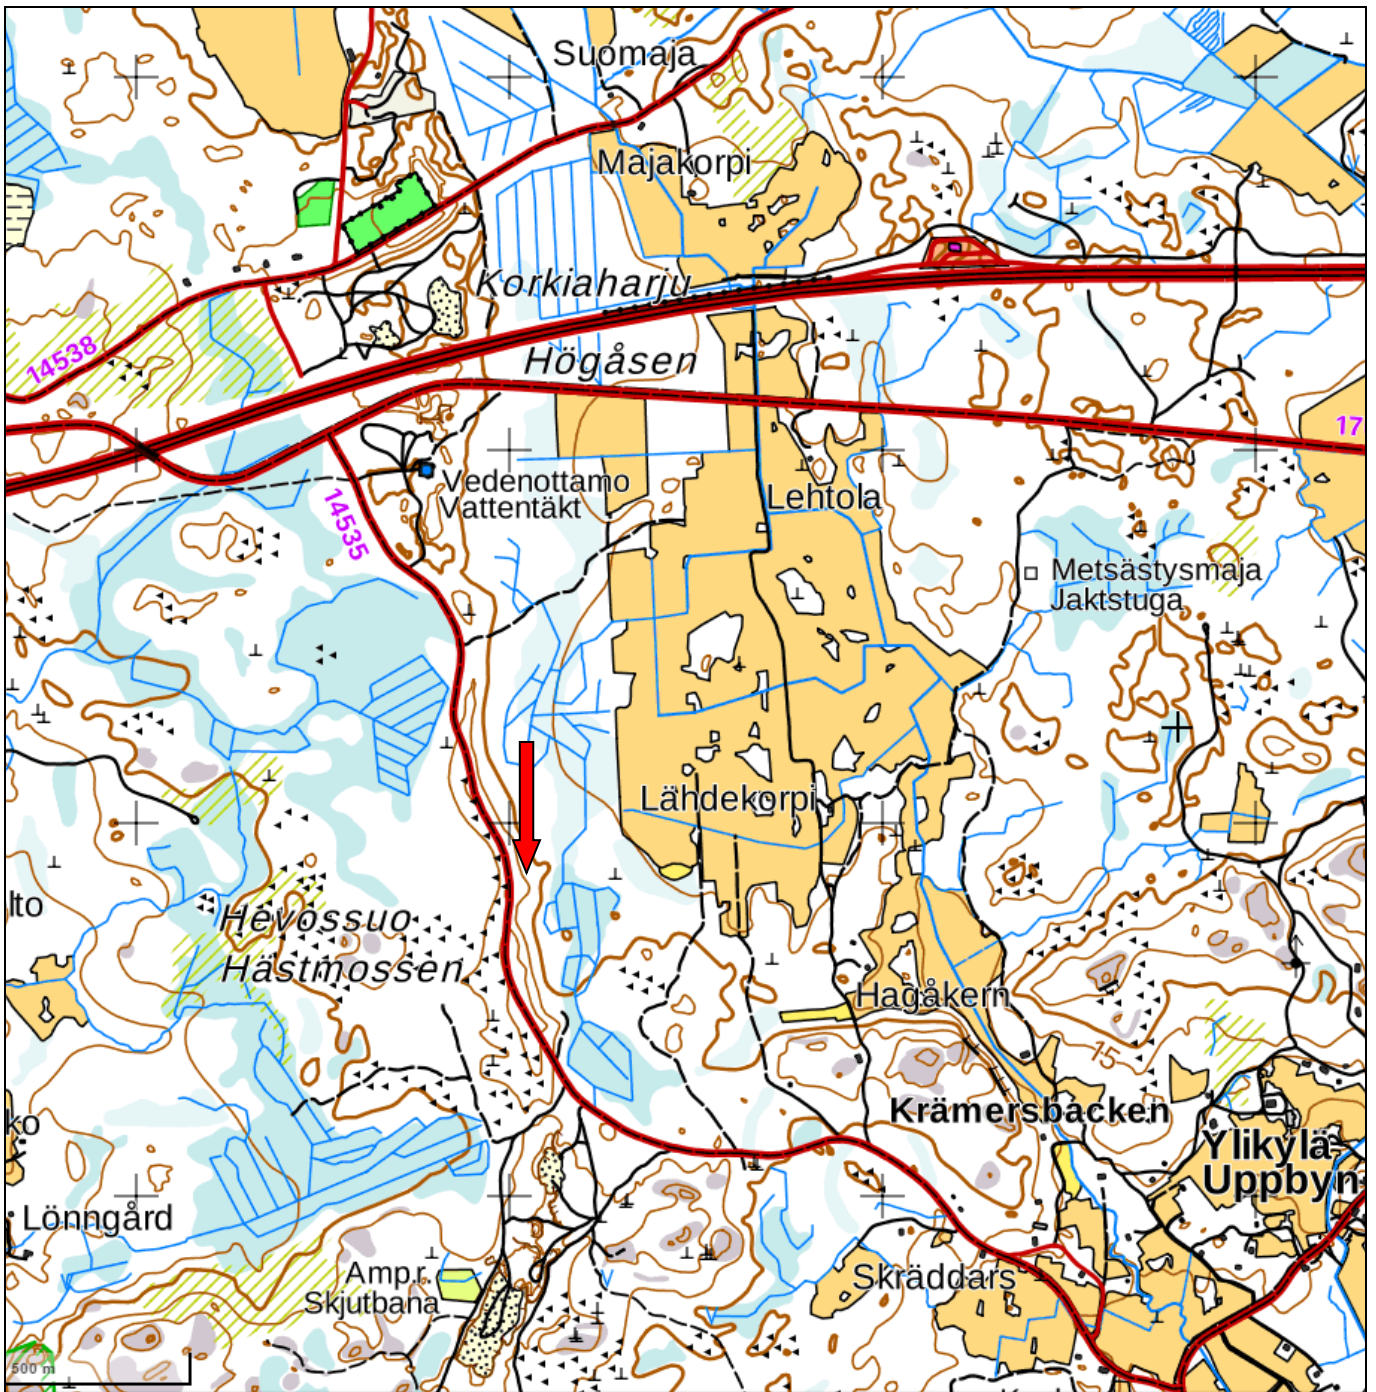 Suomaja
Majakorpi
Korkiaharju
Högåsen
14538
17
Vedenottamo
Vattentäkt
Lehtola
14535
Metsästysmaja
Jaktstuga
Lähdekorpi
lto
Hevossuo
Hästmossen
Hagåkern
15
ko
Krämersbacken
Ylikylä
Uppbyn
Lönngård
Amp.r.
Skjutbana
Skräddars
500 m